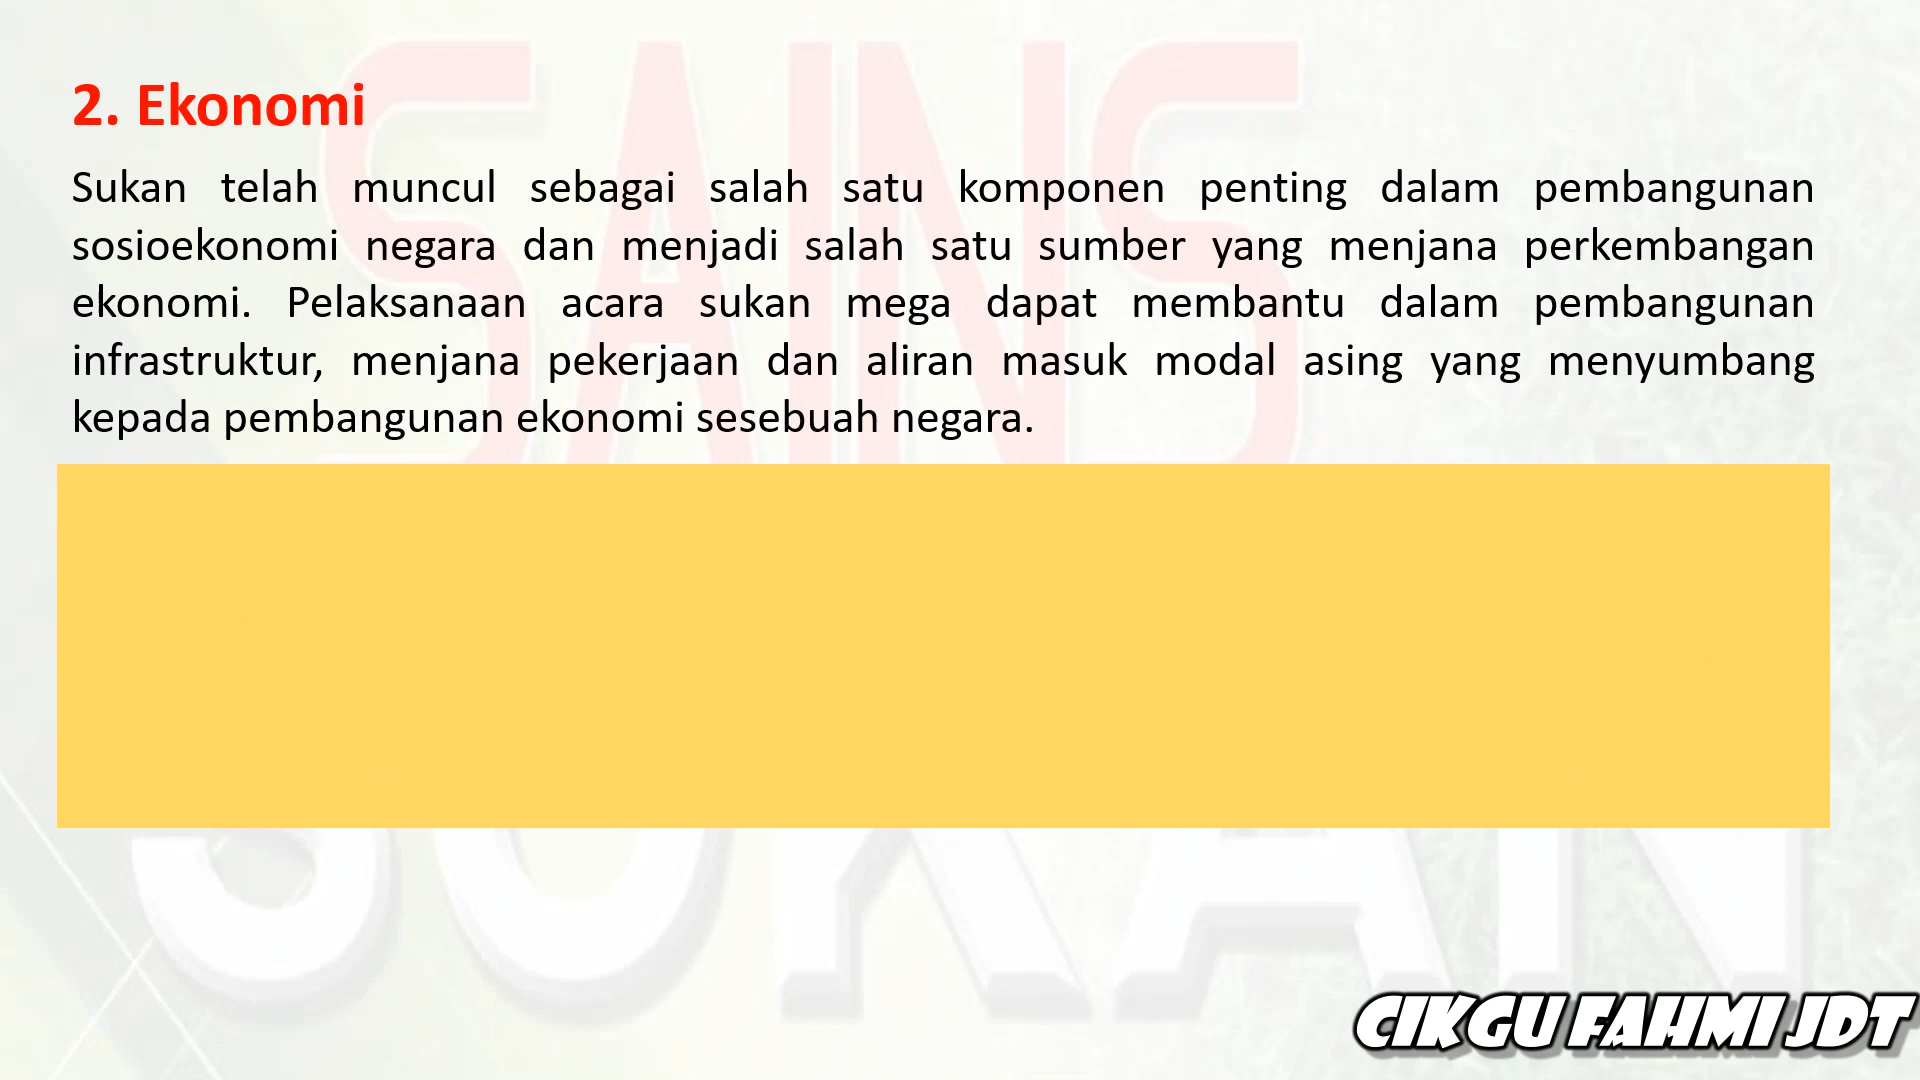 SAINS
2. Ekonomi
Sukan telah muncul sebagai salah satu komponen penting dalam pembangunan
sosioekonomi negara dan menjadi salah satu sumber yang menjana perkembangan
ekonomi. Pelaksanaan acara sukan mega dapat membantu dalam pembangunan
infrastruktur, menjana pekerjaan dan aliran masuk modal asing yang menyumbang
kepada pembangunan ekonomi sesebuah negara.
SUKAN
CIKGU FAHMI JDT